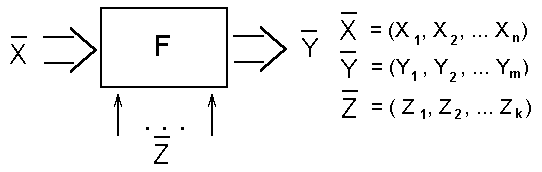 X̅ F Y̅ X̅ = (X₁, X₂, ... Xₙ)
Y̅ = (Y₁, Y₂, ... Yₘ)
. . .
Z̅ Z̅ = (Z₁, Z₂, ... Zₖ)